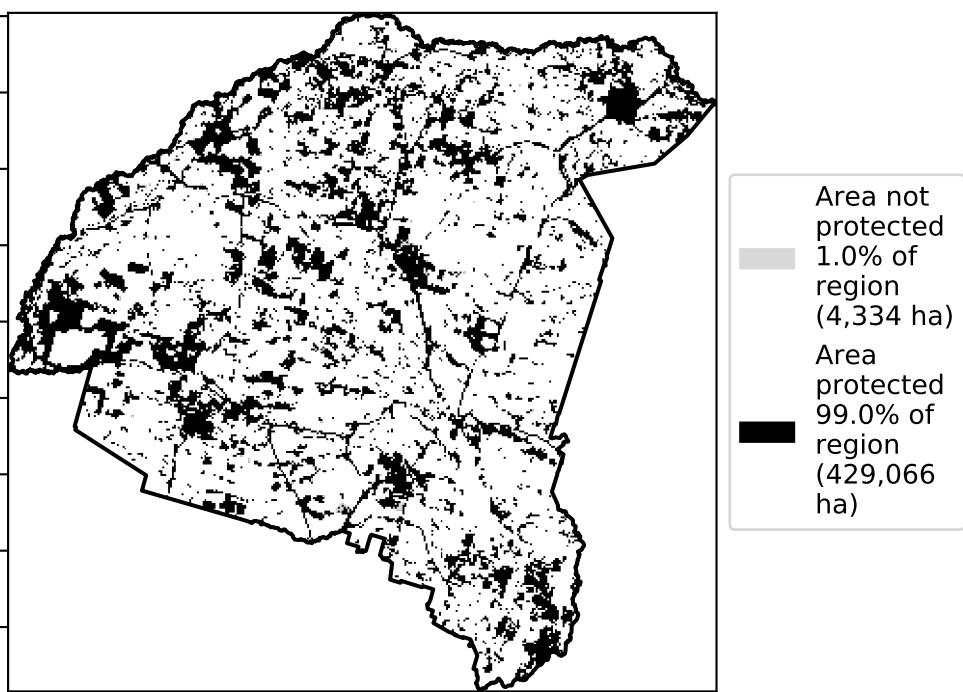 Area not
protected
1.0% of
region
(4,334 ha)
Area
protected
99.0% of
region
(429,066
ha)